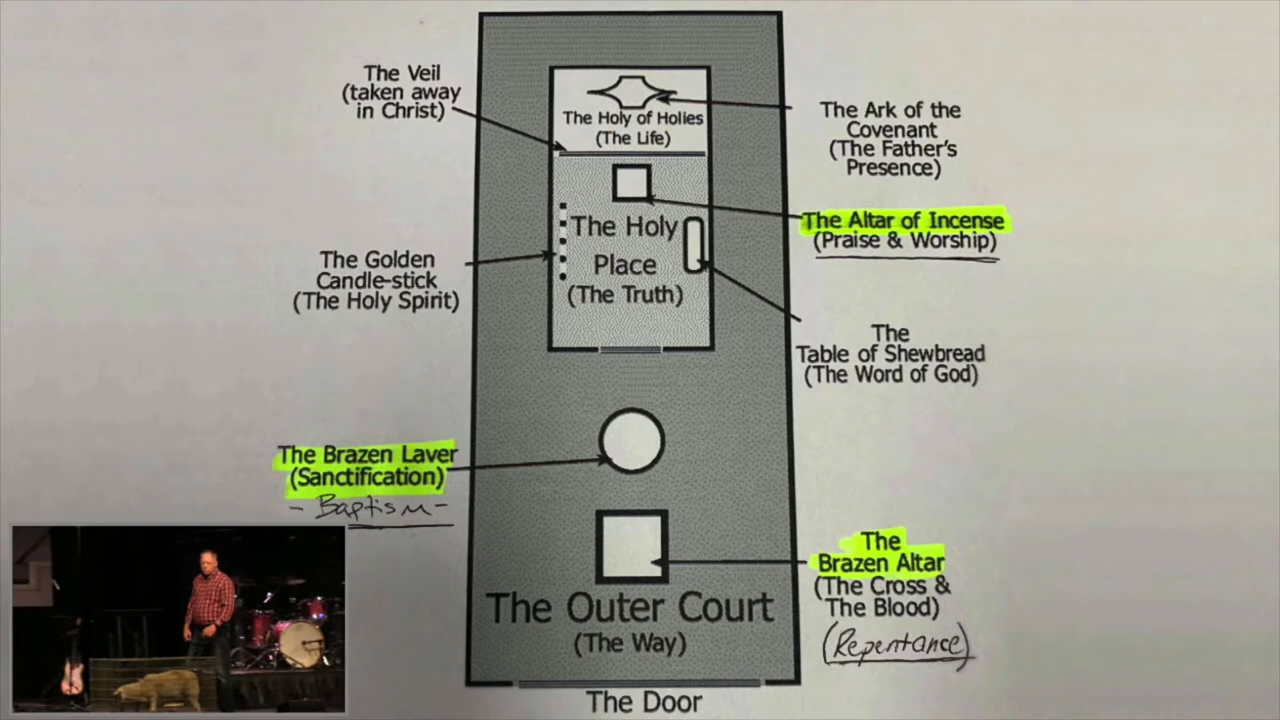 The Veil
(taken away
in Christ)
The Holy of Holies
(The Life)
The Ark of the
Covenant
(The Father's
Presence)
The Altar of Incense
(Praise & Worship)
The Holy
Place
(The Truth)
The Golden
Candle-stick
(The Holy Spirit)
The
Table of Shewbread
(The Word of God)
The Brazen Laver
(Sanctification)
- Baptism -
The
Brazen Altar
(The Cross &
The Blood)
(Repentance)
The Outer Court
(The Way)
The Door